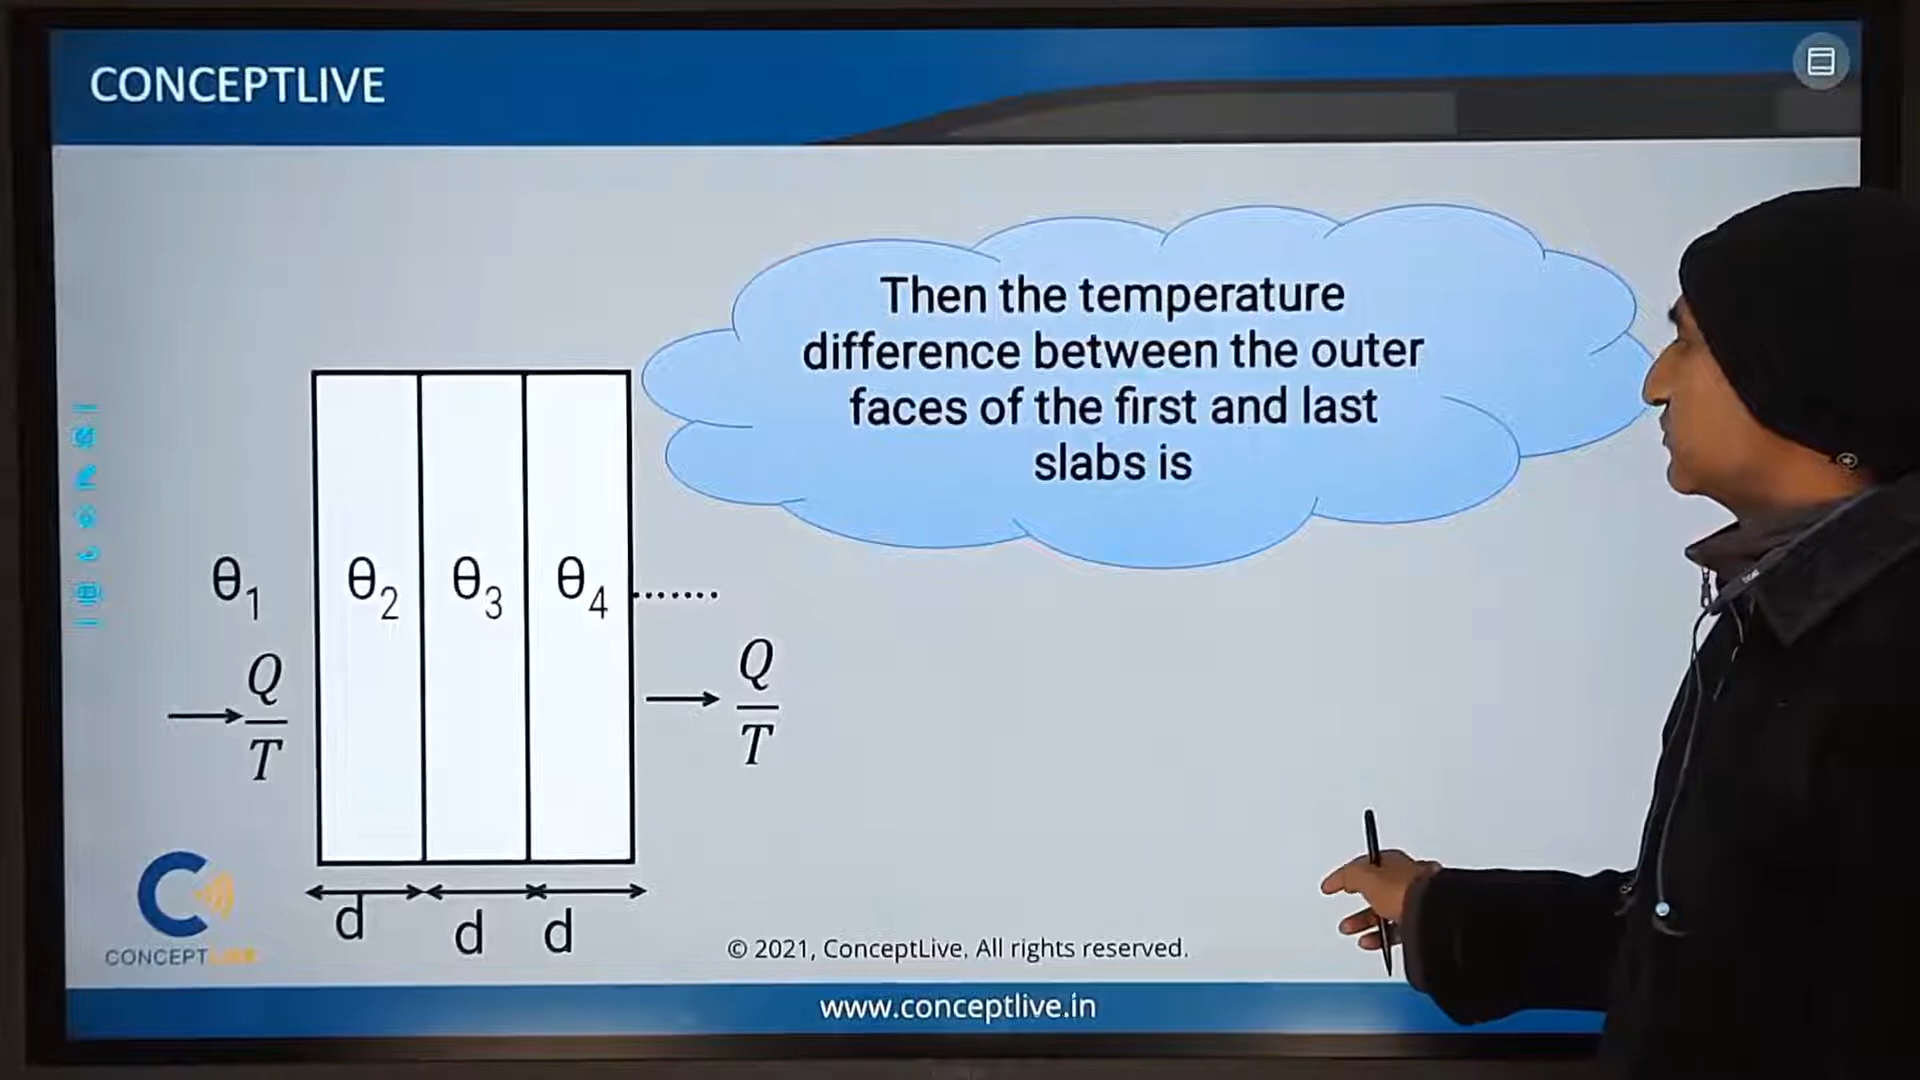 CONCEPTLIVE
Then the temperature
difference between the outer
faces of the first and last
slabs is
θ₁ θ₂ θ₃ θ₄.......
Q/T Q/T
d d d
CONCEPTLIVE
© 2021, ConceptLive, All rights reserved.
www.conceptlive.in